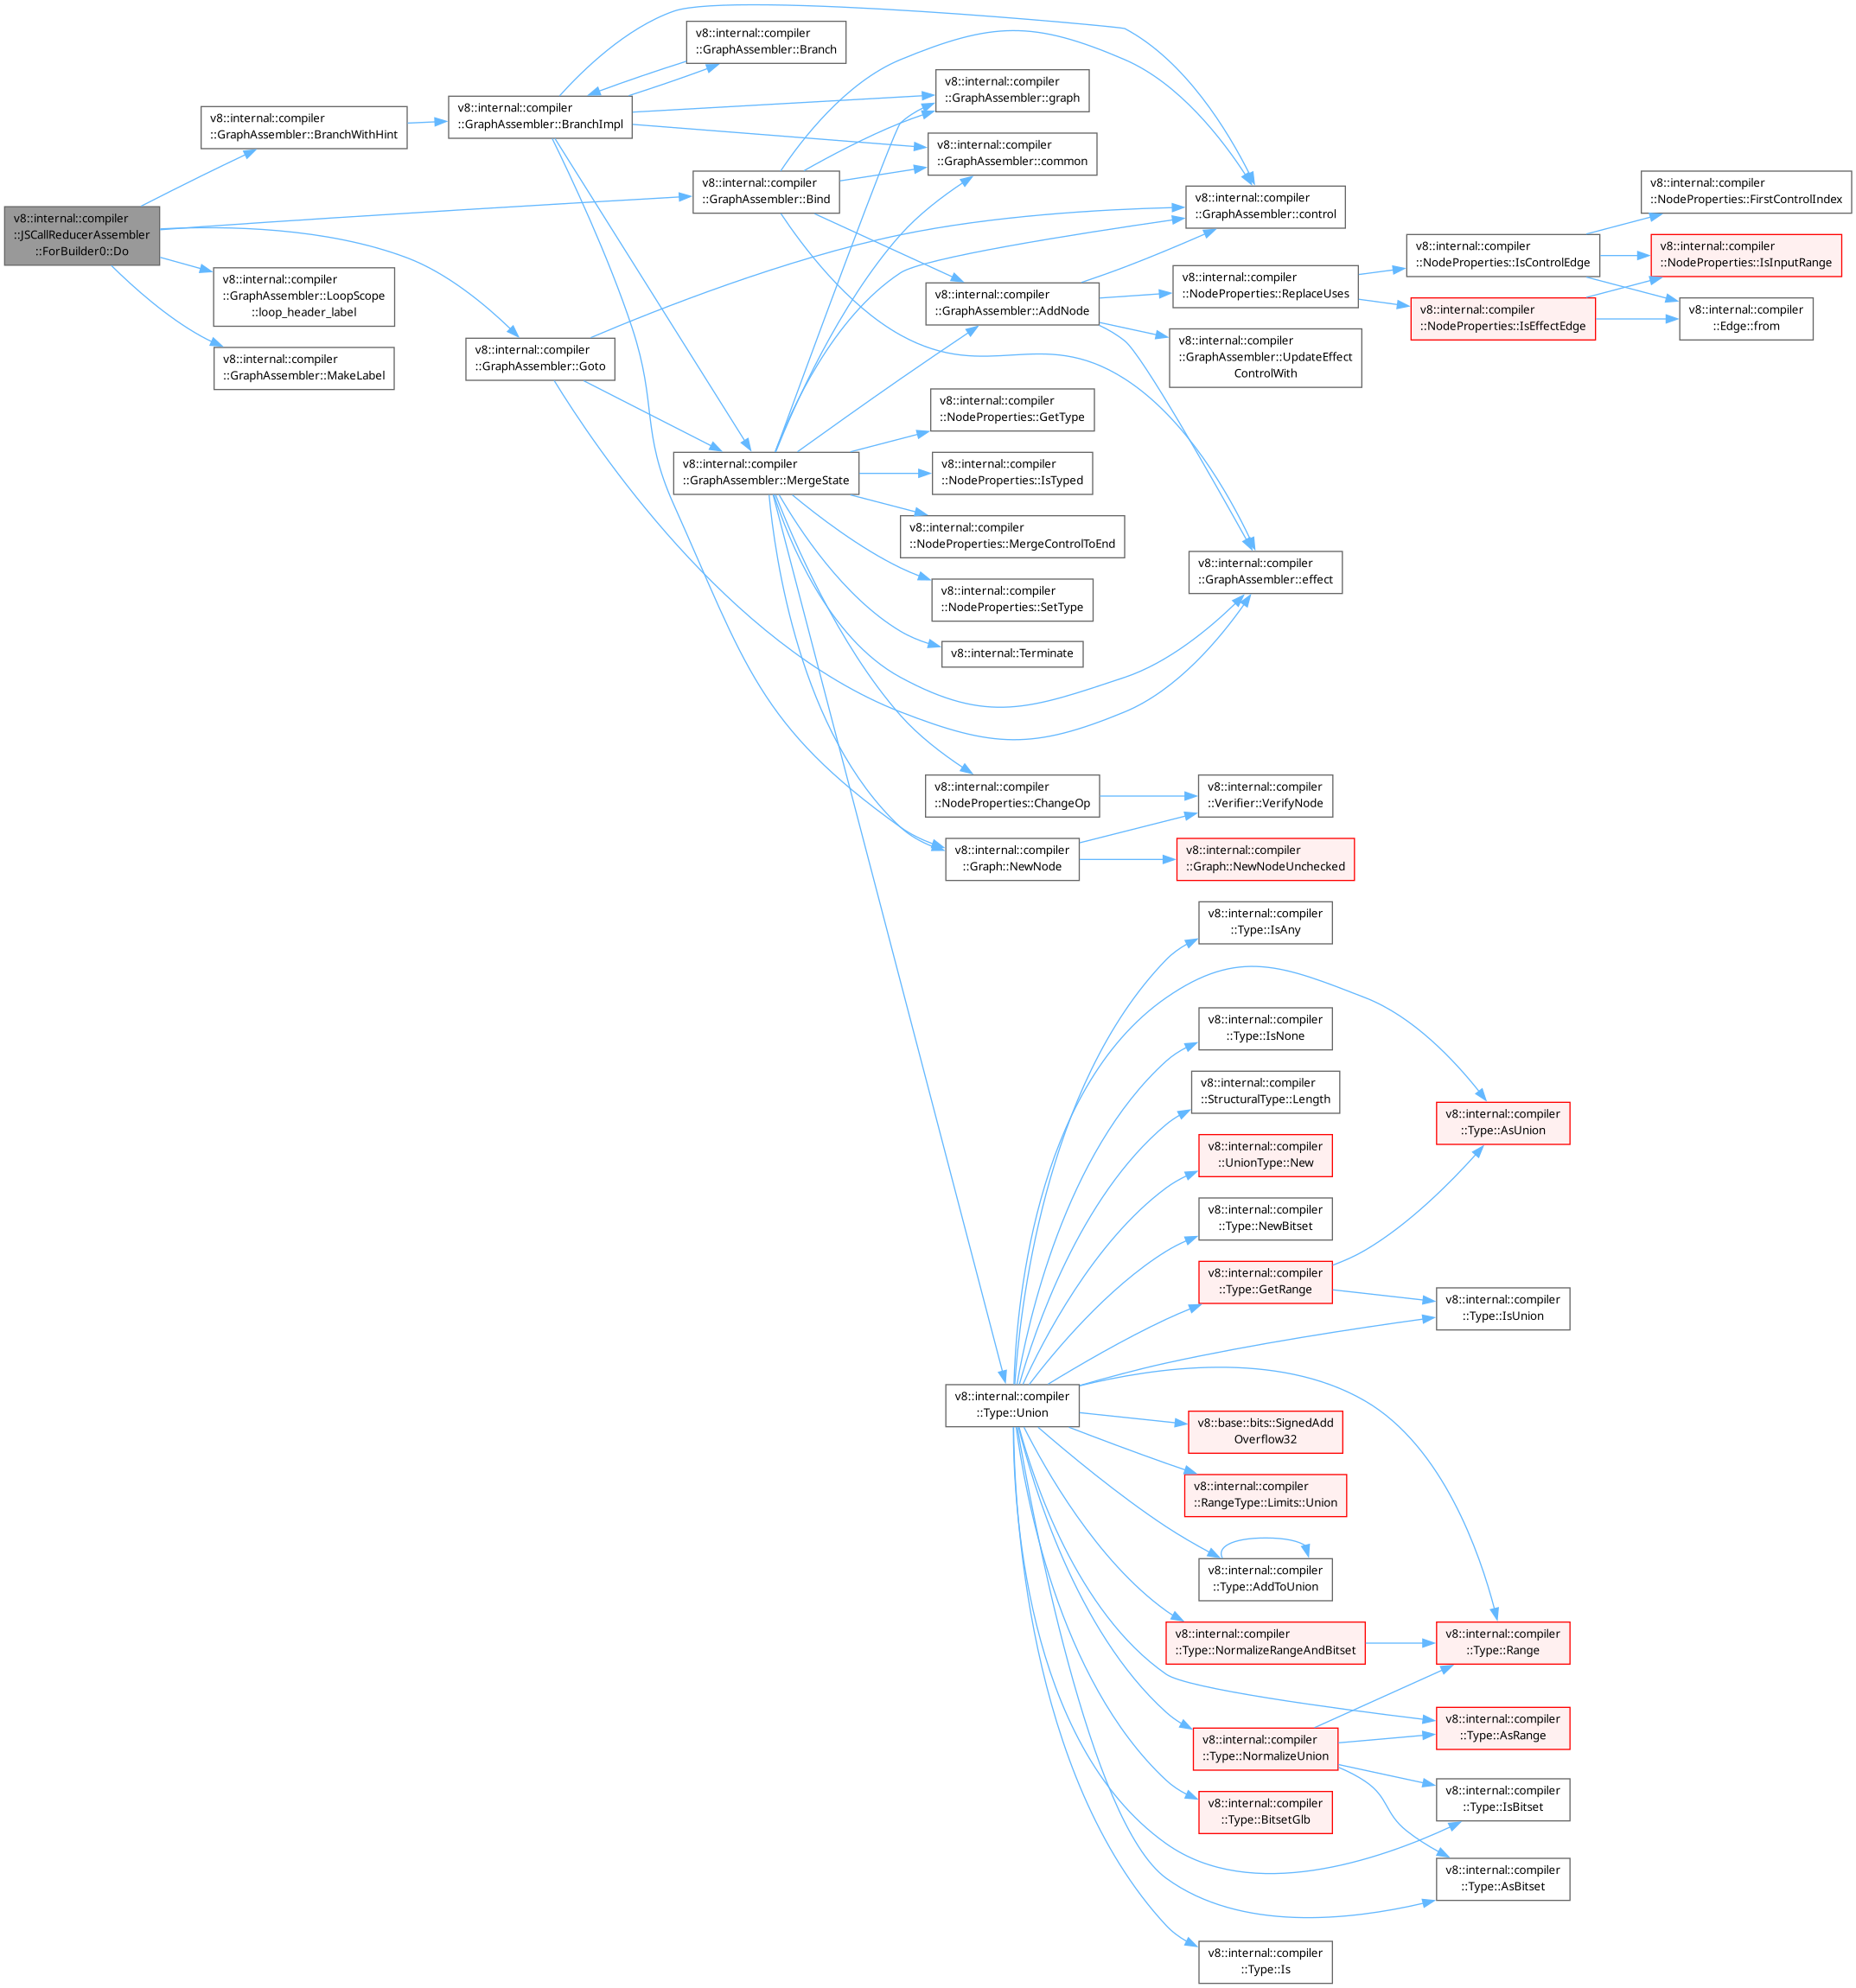 v8::internal::compiler
::JSCallReducerAssembler
::ForBuilder0::Do
v8::internal::compiler
::GraphAssembler::BranchWithHint
v8::internal::compiler
::GraphAssembler::LoopScope
::loop_header_label
v8::internal::compiler
::GraphAssembler::MakeLabel
v8::internal::compiler
::GraphAssembler::BranchImpl
v8::internal::compiler
::GraphAssembler::Goto
v8::internal::compiler
::GraphAssembler::Branch
v8::internal::compiler
::GraphAssembler::Bind
v8::internal::compiler
::GraphAssembler::MergeState
v8::internal::compiler
::GraphAssembler::graph
v8::internal::compiler
::GraphAssembler::common
v8::internal::compiler
::GraphAssembler::AddNode
v8::internal::compiler
::NodeProperties::GetType
v8::internal::compiler
::NodeProperties::IsTyped
v8::internal::compiler
::NodeProperties::MergeControlToEnd
v8::internal::compiler
::NodeProperties::SetType
v8::internal::Terminate
v8::internal::compiler
::NodeProperties::ChangeOp
v8::internal::compiler
::Graph::NewNode
v8::internal::compiler
::Type::Union
v8::internal::compiler
::GraphAssembler::control
v8::internal::compiler
::NodeProperties::ReplaceUses
v8::internal::compiler
::GraphAssembler::UpdateEffect
ControlWith
v8::internal::compiler
::GraphAssembler::effect
v8::internal::compiler
::Verifier::VerifyNode
v8::internal::compiler
::Graph::NewNodeUnchecked
v8::internal::compiler
::Type::IsAny
v8::internal::compiler
::Type::IsNone
v8::internal::compiler
::StructuralType::Length
v8::internal::compiler
::UnionType::New
v8::internal::compiler
::Type::NewBitset
v8::internal::compiler
::Type::GetRange
v8::base::bits::SignedAdd
Overflow32
v8::internal::compiler
::RangeType::Limits::Union
v8::internal::compiler
::Type::AddToUnion
v8::internal::compiler
::Type::NormalizeRangeAndBitset
v8::internal::compiler
::Type::NormalizeUnion
v8::internal::compiler
::Type::BitsetGlb
v8::internal::compiler
::Type::Is
v8::internal::compiler
::NodeProperties::IsControlEdge
v8::internal::compiler
::NodeProperties::IsEffectEdge
v8::internal::compiler
::Type::AsUnion
v8::internal::compiler
::Type::IsUnion
v8::internal::compiler
::Type::Range
v8::internal::compiler
::Type::AsRange
v8::internal::compiler
::Type::IsBitset
v8::internal::compiler
::Type::AsBitset
v8::internal::compiler
::NodeProperties::FirstControlIndex
v8::internal::compiler
::NodeProperties::IsInputRange
v8::internal::compiler
::Edge::from